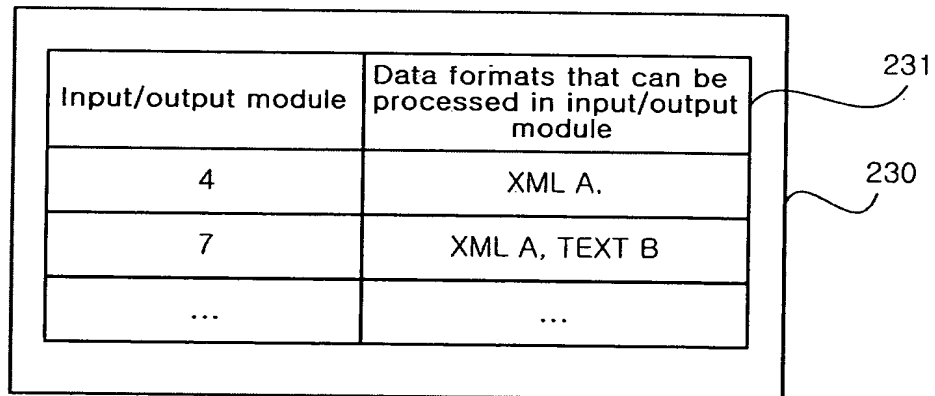 Input/output module
Data formats that can be
processed in input/output
module
231
4
XML A.
230
7
XML A, TEXT B
...
...